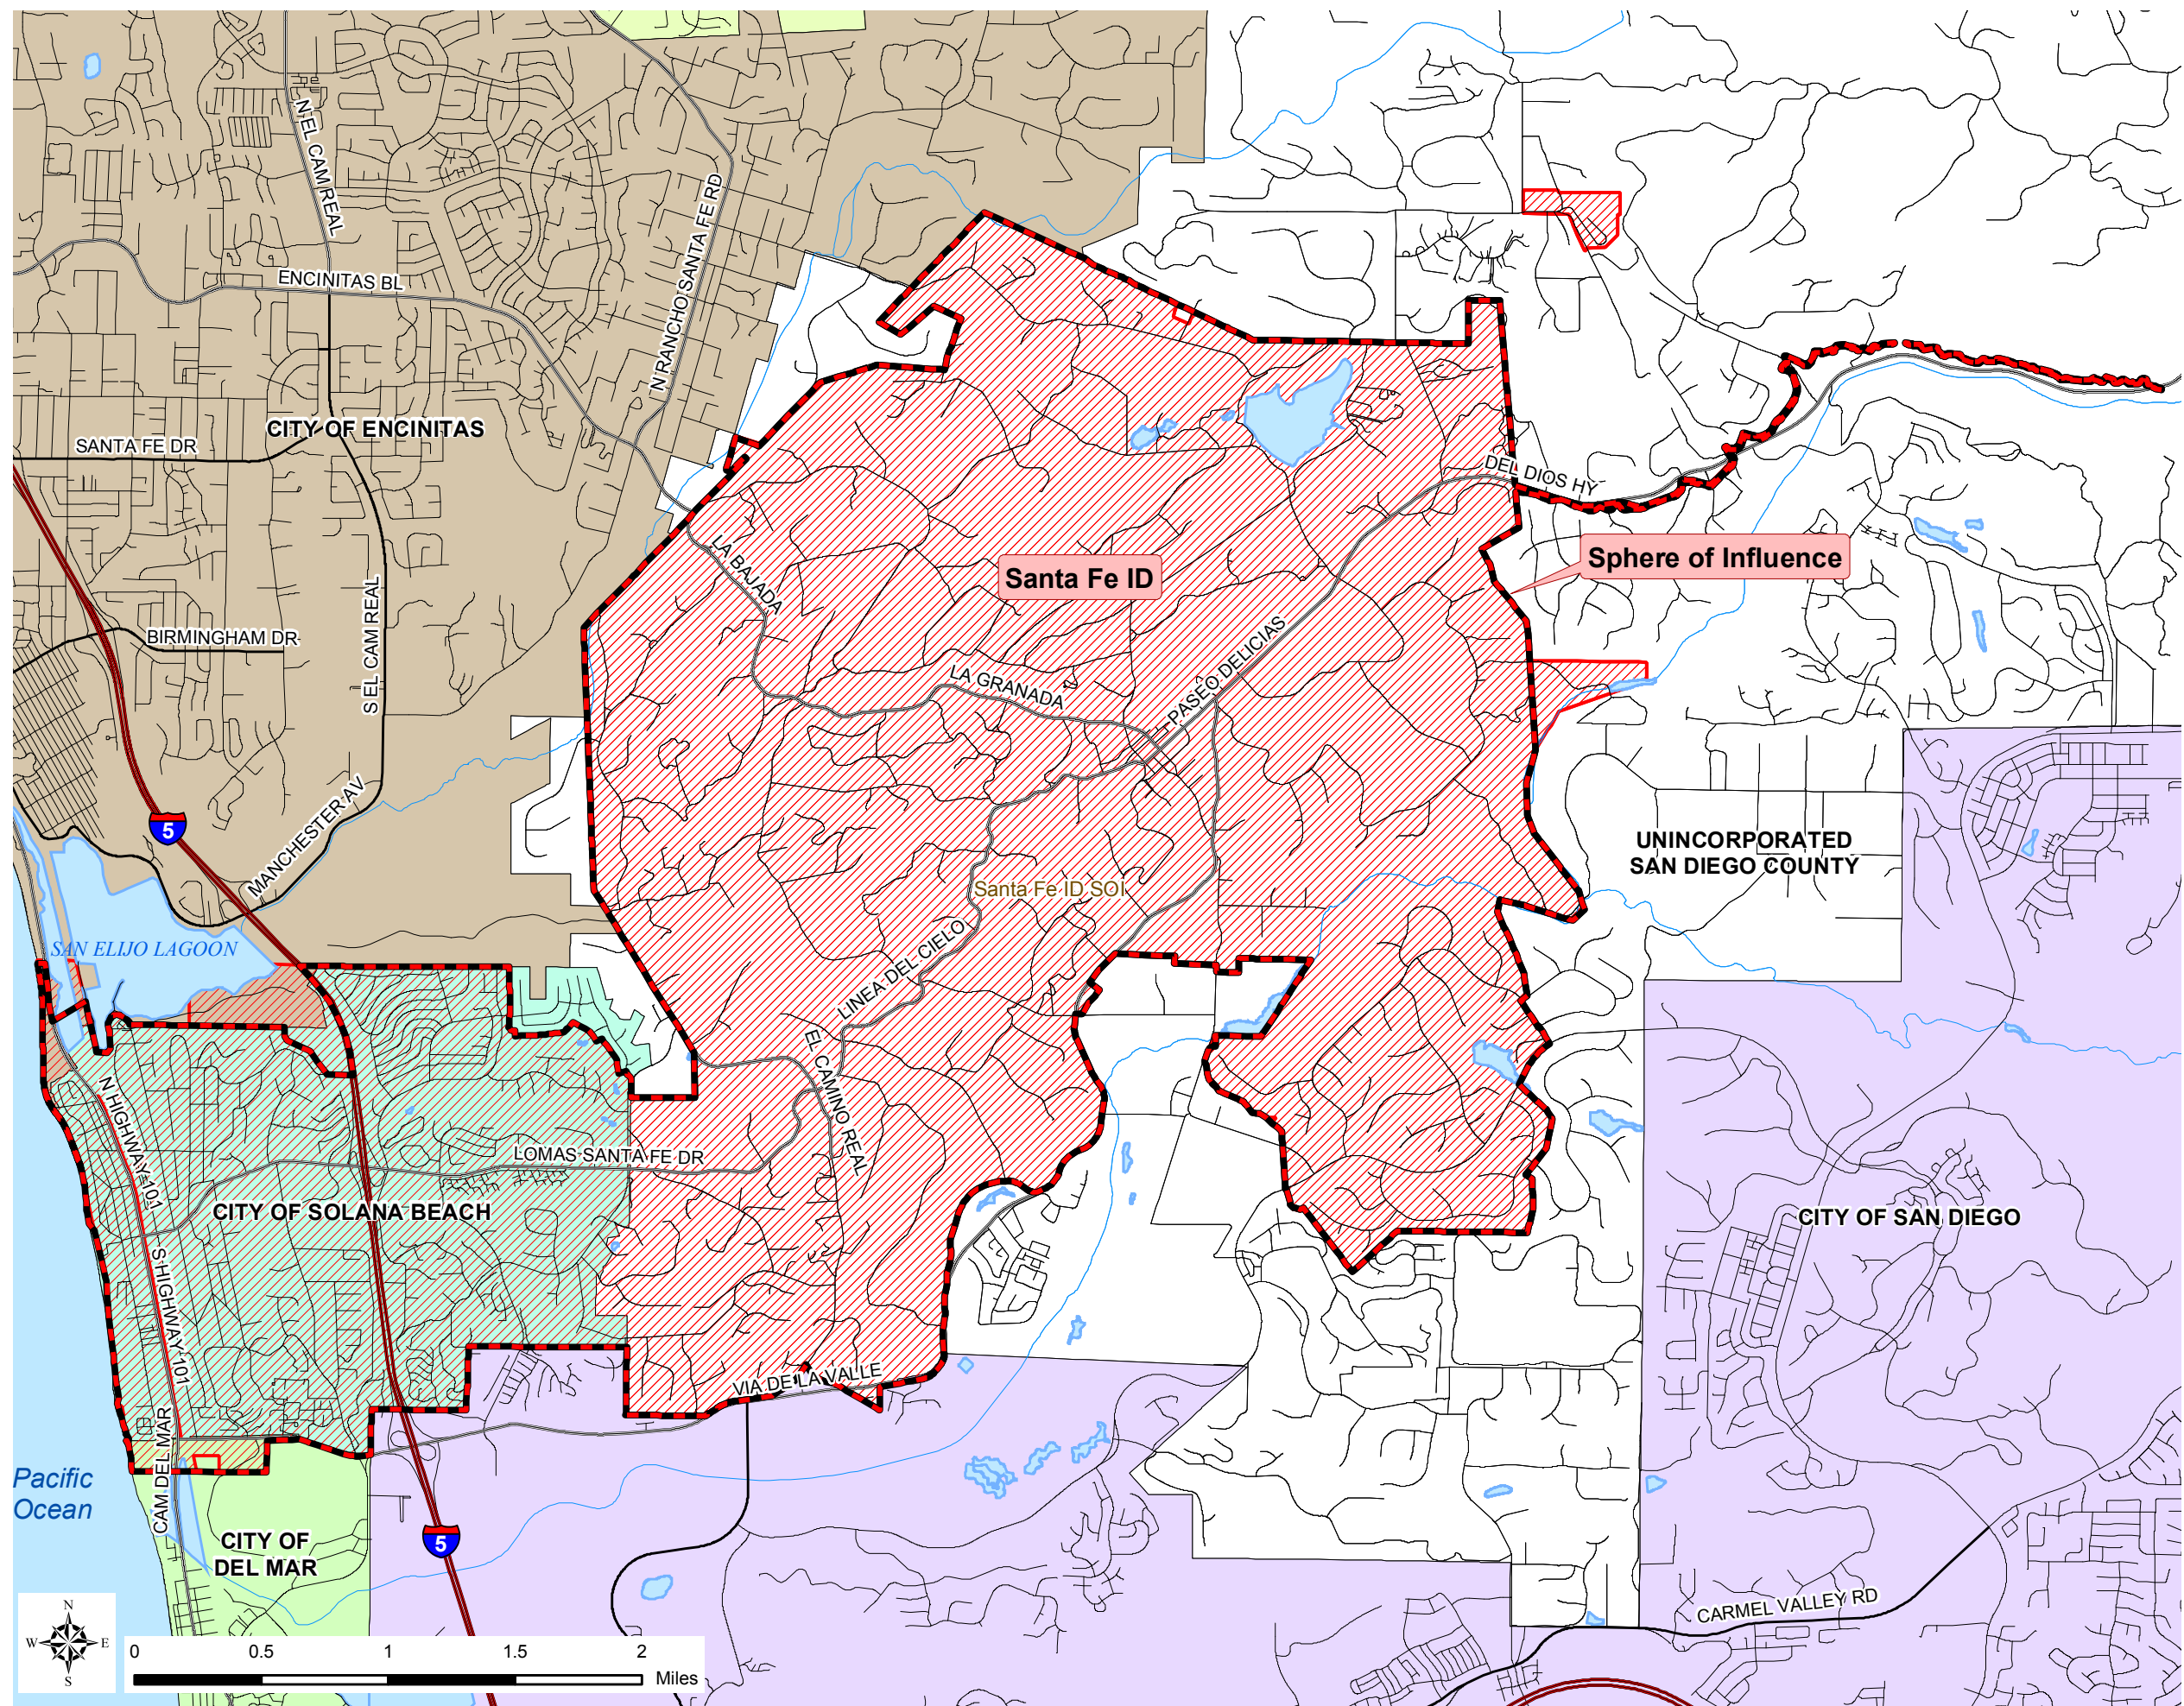 N EL CAM REAL
N RANCHO SANTA FE RD
ENCINITAS BL
CITY OF ENCINITAS
SANTA FE DR
DEL DIOS HY
LA BAJADA
Santa Fe ID
Sphere of Influence
S EL CAM REAL
BIRMINGHAM DR
LA GRANADA
PASEO DELICIAS
5
MANCHESTER AV
UNINCORPORATED
SAN DIEGO COUNTY
Santa Fe ID SOI
SAN ELIJO LAGOON
LINEA DEL CIELO
EL CAMINO REAL
N HIGHWAY 101
LOMAS SANTA FE DR
CITY OF SOLANA BEACH
CITY OF SAN DIEGO
S HIGHWAY 101
VIA DE LA VALLE
CAM DEL MAR
Pacific
Ocean
CITY OF
DEL MAR
5
CARMEL VALLEY RD
N
W E
S
0 0.5 1 1.5 2
Miles